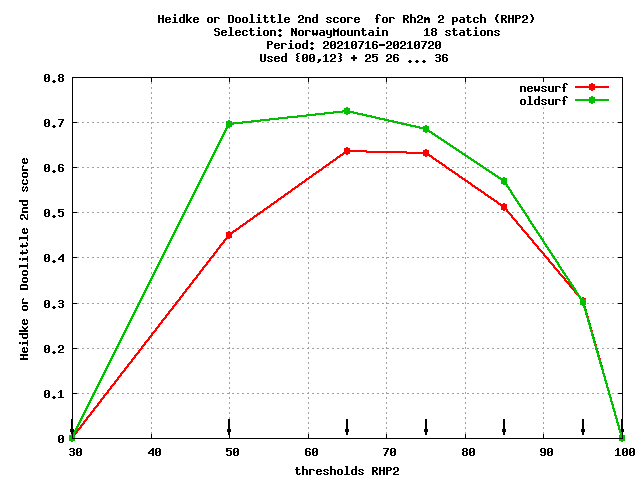 Heidke or Doolittle 2nd score  for Rh2m 2 patch (RHP2)
Selection: NorwayMountain     18 stations
Period: 20210716-20210720
Used {00,12} + 25 26 ... 36
newsurf
oldsurf
0.8
0.7
0.6
0.5
0.4
0.3
0.2
0.1
0
Heidke or Doolittle 2nd score
30 40 50 60 70 80 90 100
thresholds RHP2